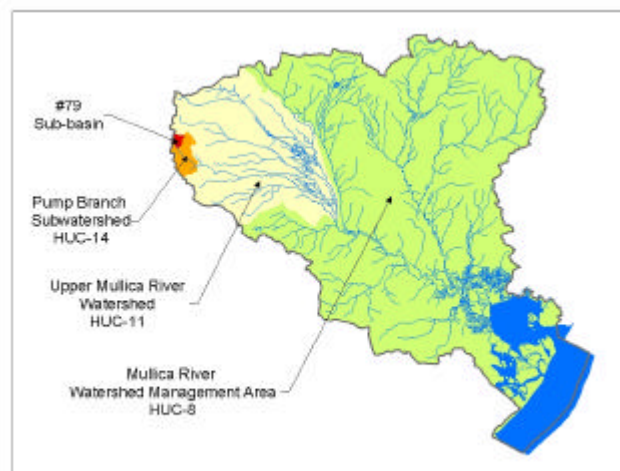 #79
Sub-basin
Pump Branch
Subwatershed
HUC-14
Upper Mullica River
Watershed
HUC-11
Mullica River
Watershed Management Area
HUC-8